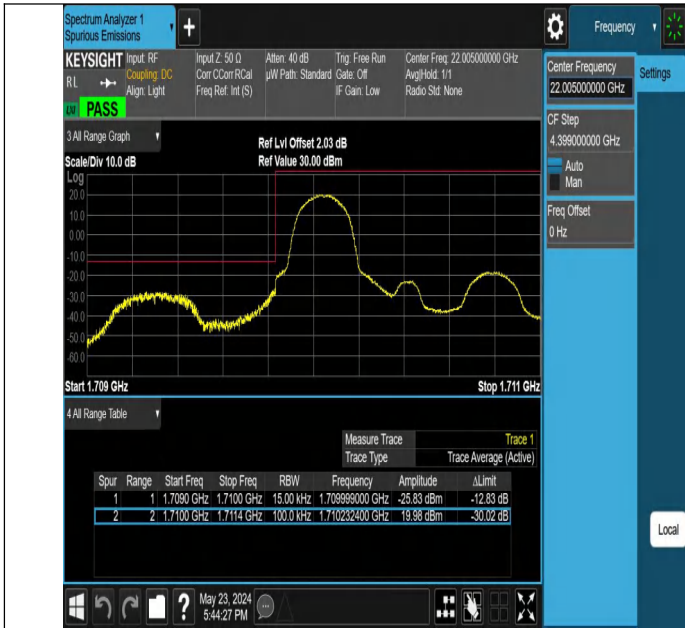 Spectrum Analyzer 1
Spurious Emissions
Frequency
KEYSIGHT
RL
PASS
Input: RF
Coupling: DC
Align: Light
Input Z: 50 Ω
Corr CCorr RCal
Freq Ref: Int (S)
Atten: 40 dB
µW Path: Standard
Trig: Free Run
Gate: Off
IF Gain: Low
Center Freq: 22.005000000 GHz
Avg|Hold: 1/1
Radio Std: None
Center Frequency
22.005000000 GHz
Settings
CF Step
4.399000000 GHz
Auto
Man
Freq Offset
0 Hz
3 All Range Graph
Scale/Div 10.0 dB
Ref Lvl Offset 2.03 dB
Ref Value 30.00 dBm
Log
20.0
10.0
0.00
-10.0
-20.0
-30.0
-40.0
-50.0
-60.0
Start 1.709 GHz
Stop 1.711 GHz
4 All Range Table
Measure Trace Trace 1
Trace Type Trace Average (Active)
Spur Range Start Freq Stop Freq RBW Frequency Amplitude ΔLimit
1 1 1.7090 GHz 1.7100 GHz 15.00 kHz 1.709999000 GHz -25.83 dBm -12.83 dB
2 2 1.7100 GHz 1.7114 GHz 100.0 kHz 1.710232400 GHz 19.98 dBm -30.02 dB
Local
May 23, 2024
5:44:27 PM